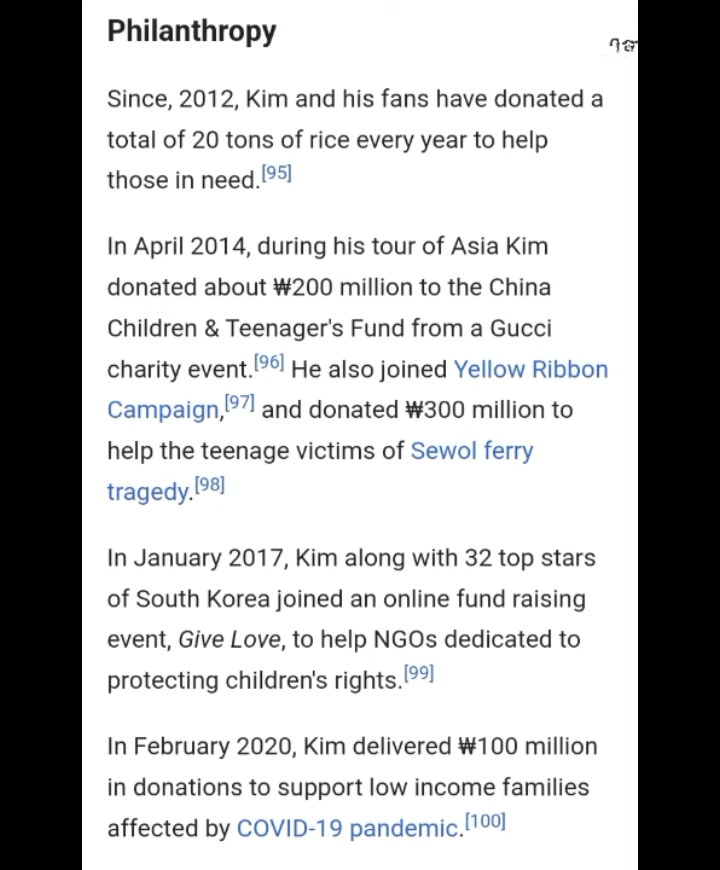 Philanthropy
Since, 2012, Kim and his fans have donated a
total of 20 tons of rice every year to help
those in need.[95]
In April 2014, during his tour of Asia Kim
donated about ₩200 million to the China
Children & Teenager's Fund from a Gucci
charity event.[96] He also joined Yellow Ribbon
Campaign,[97] and donated ₩300 million to
help the teenage victims of Sewol ferry
tragedy.[98]
In January 2017, Kim along with 32 top stars
of South Korea joined an online fund raising
event, Give Love, to help NGOs dedicated to
protecting children's rights.[99]
In February 2020, Kim delivered ₩100 million
in donations to support low income families
affected by COVID-19 pandemic.[100]